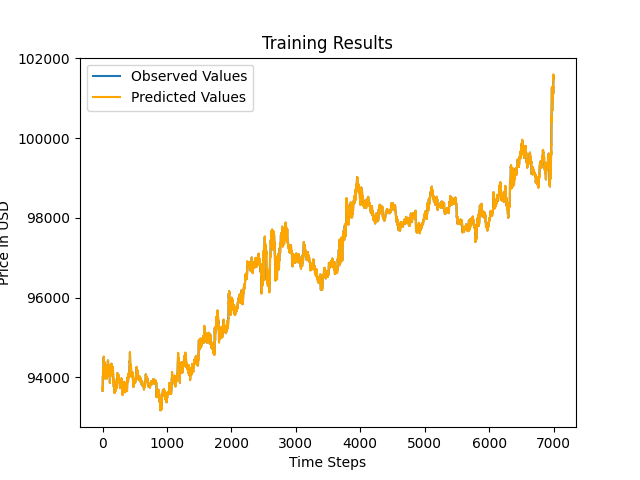 Training Results
Observed Values
Predicted Values
102000
100000
98000
96000
94000
Price in USD
0 1000 2000 3000 4000 5000 6000 7000
Time Steps